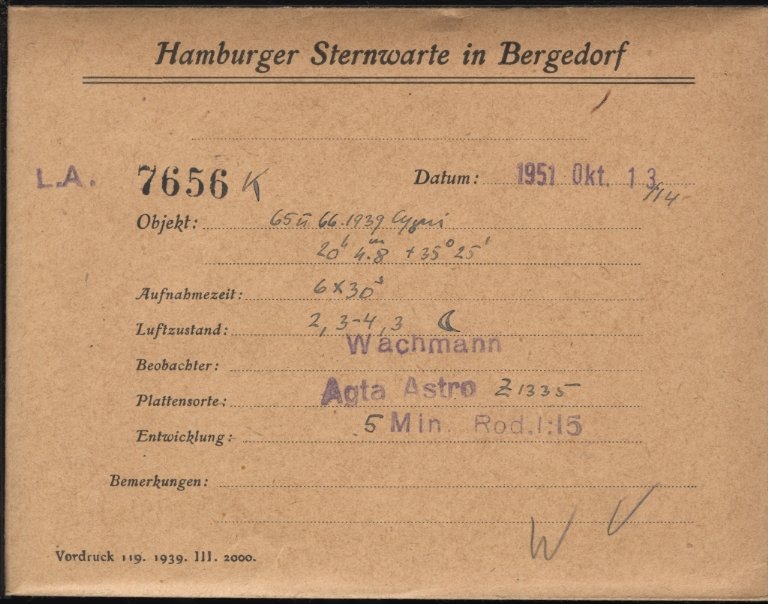 Hamburger Sternwarte in Bergedorf
L.A. 7656 K Datum: 1951 Okt. 13/14
Objekt: 65 u 66.1939 Cygni
20h 4m.8 +35° 25'
Aufnahmezeit: 6x30s
Luftzustand: 2, 3-4, 3 ☾
Beobachter: Wachmann
Plattensorte: Agfa Astro Z1335
Entwicklung: 5 Min. Rod.1:15
Bemerkungen:
W V
Vordruck 119. 1939. III. 2000.